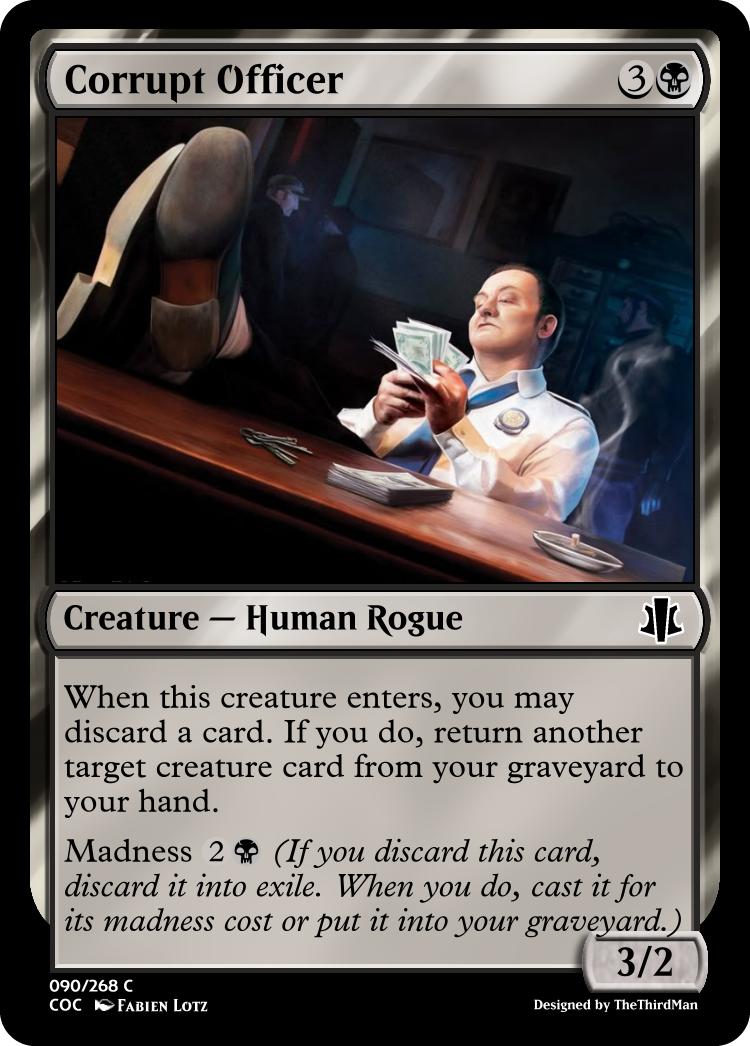 Corrupt Officer 3
Creature — Human Rogue
When this creature enters, you may
discard a card. If you do, return another
target creature card from your graveyard to
your hand.
Madness 2 (If you discard this card,
discard it into exile. When you do, cast it for
its madness cost or put it into your graveyard.)
3/2
090/268 C
COC Fabien Lotz
Designed by TheThirdMan